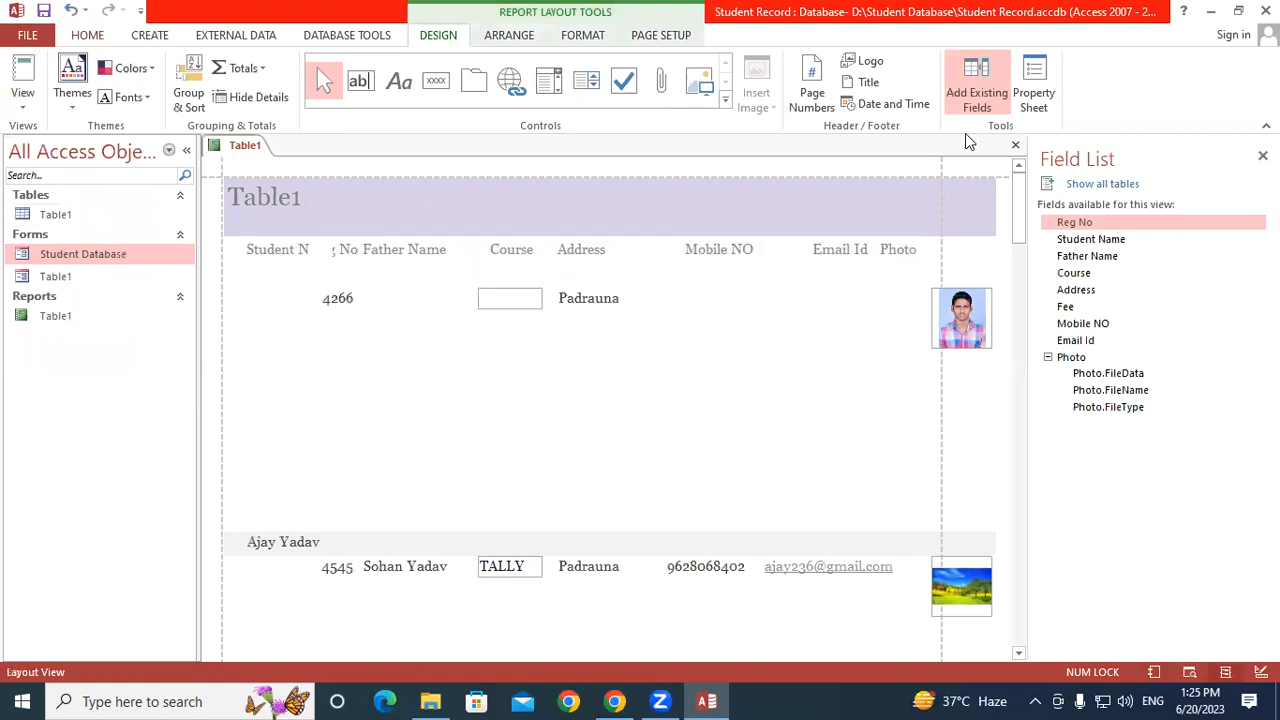 REPORT LAYOUT TOOLS
Student Record : Database- D:\Student Database\Student Record.accdb (Access 2007 - 2...
?
FILE HOME CREATE EXTERNAL DATA DATABASE TOOLS DESIGN ARRANGE FORMAT PAGE SETUP
Sign in
View
Themes
Aa
Colors
Fonts
Group & Sort
Totals
Hide Details
ab
Aa
xxxx
Insert Image
#
Page Numbers
Logo
Title
Date and Time
Add Existing Fields
Property Sheet
Views
Themes
Grouping & Totals
Controls
Header / Footer
Tools
All Access Obje...
Search...
Tables
Table1
Forms
Student Database
Table1
Reports
Table1
Table1
Table1
Student N ; No Father Name Course Address Mobile NO Email Id Photo
4266 Padrauna
Ajay Yadav
4545 Sohan Yadav TALLY Padrauna 9628068402 ajay236@gmail.com
Field List
Show all tables
Fields available for this view:
Reg No
Student Name
Father Name
Course
Address
Fee
Mobile NO
Email Id
Photo
Photo.FileData
Photo.FileName
Photo.FileType
Layout View
NUM LOCK
Type here to search
37°C Haze
ENG
1:25 PM
6/20/2023